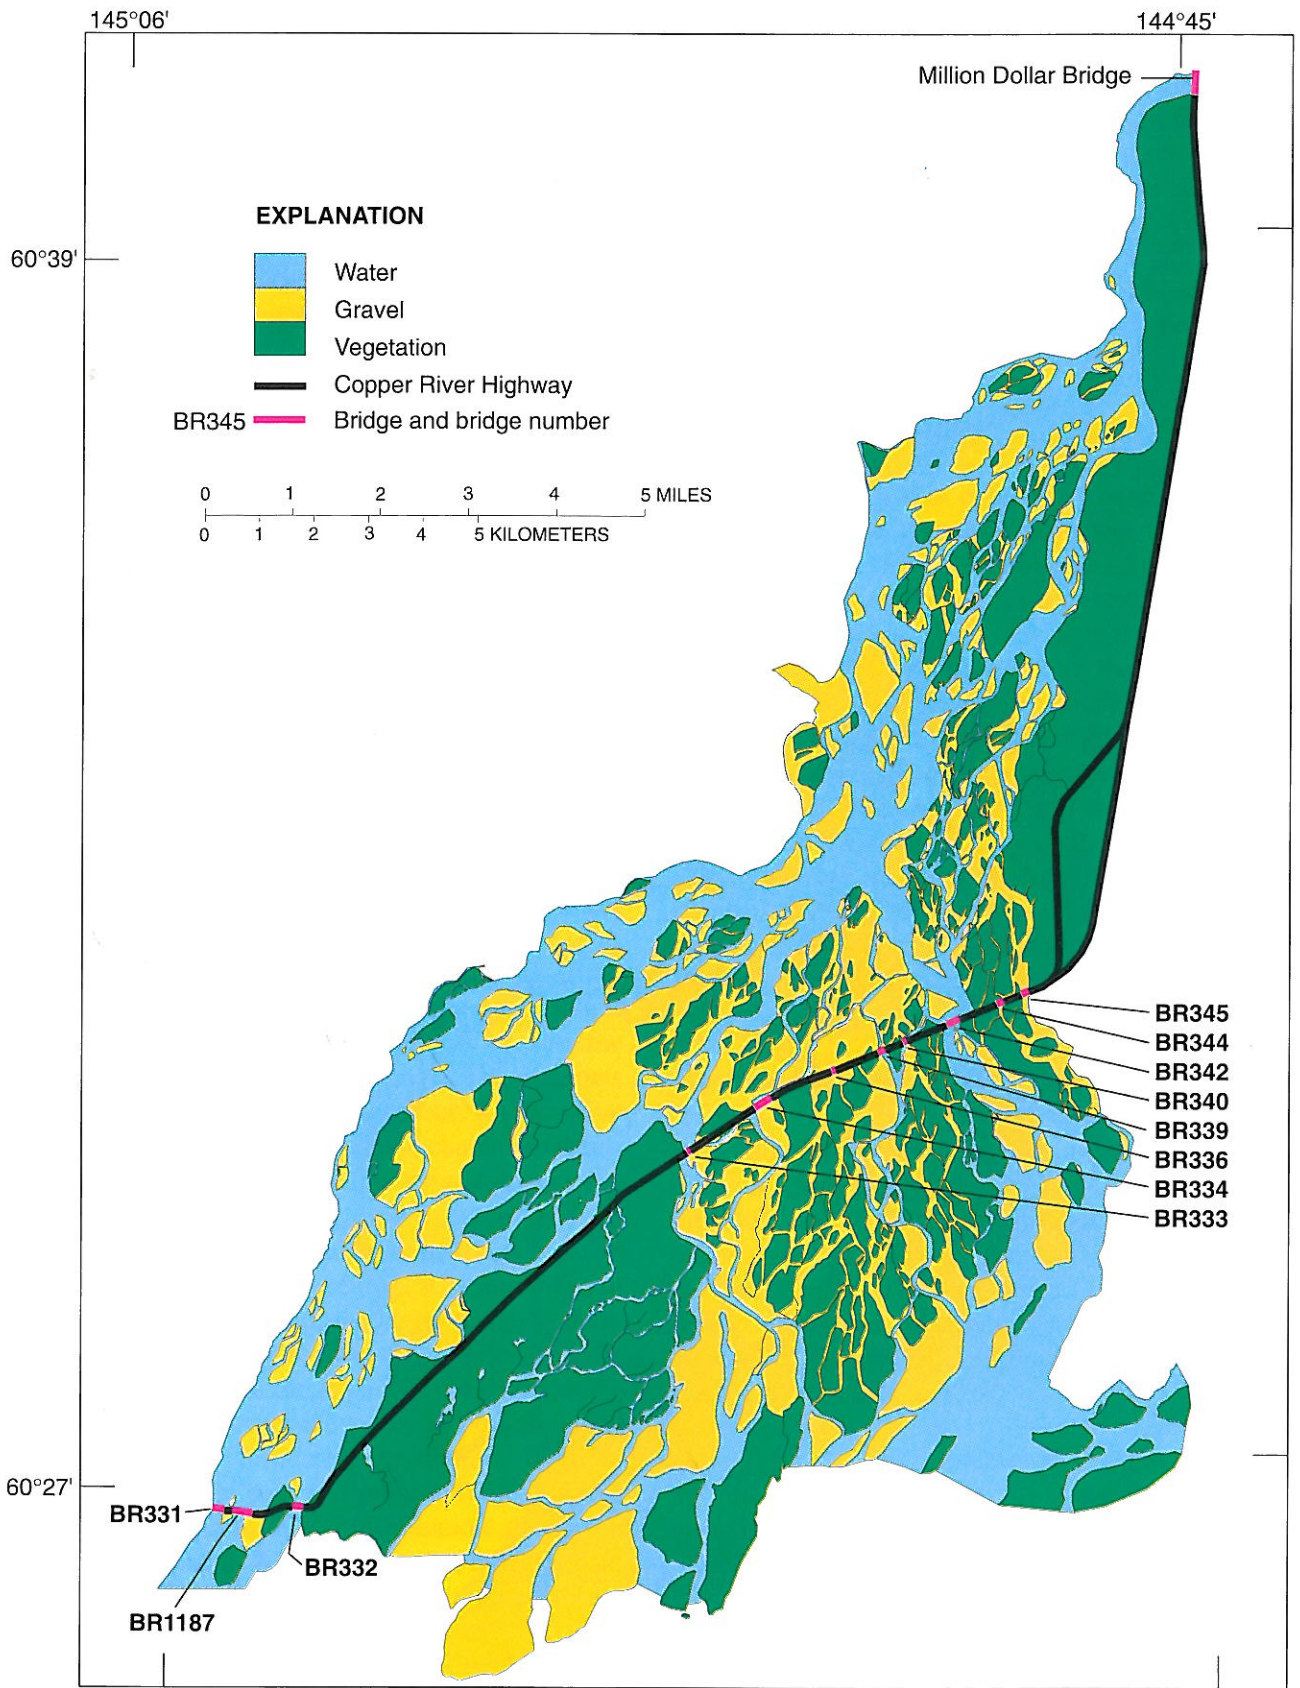 145°06'
144°45'
Million Dollar Bridge
EXPLANATION
60°39'
Water
Gravel
Vegetation
Copper River Highway
BR345
Bridge and bridge number
0 1 2 3 4 5 MILES
0 1 2 3 4 5 KILOMETERS
BR345
BR344
BR342
BR340
BR339
BR336
BR334
BR333
60°27'
BR331
BR332
BR1187